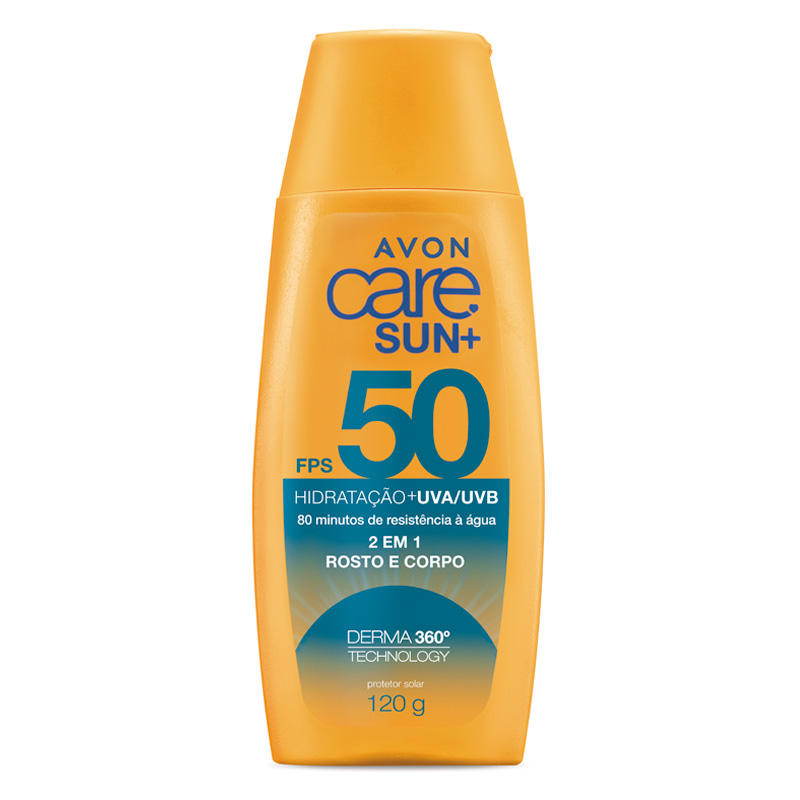 AVON
care
SUN+
50
FPS
HIDRATAÇÃO+UVA/UVB
80 minutos de resistência à água
2 EM 1
ROSTO E CORPO
DERMA 360º
TECHNOLOGY
protetor solar
120 g